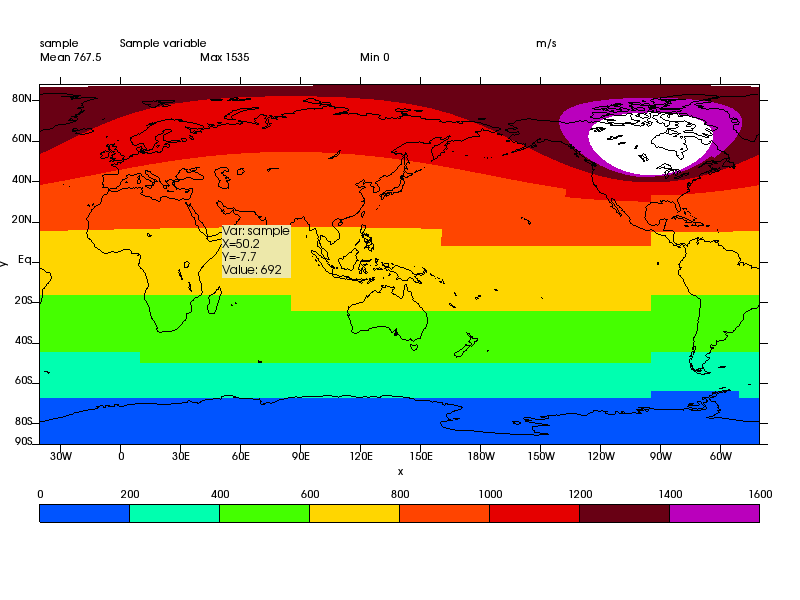 sample Sample variable m/s
Mean 767.5 Max 1535 Min 0
80N
60N
40N
20N
Var: sample
X=50.2
Y=-7.7
Value: 692
y
Eq
20S
40S
60S
80S
90S
30W 0 30E 60E 90E 120E 150E 180W 150W 120W 90W 60W
x
0 200 400 600 800 1000 1200 1400 1600